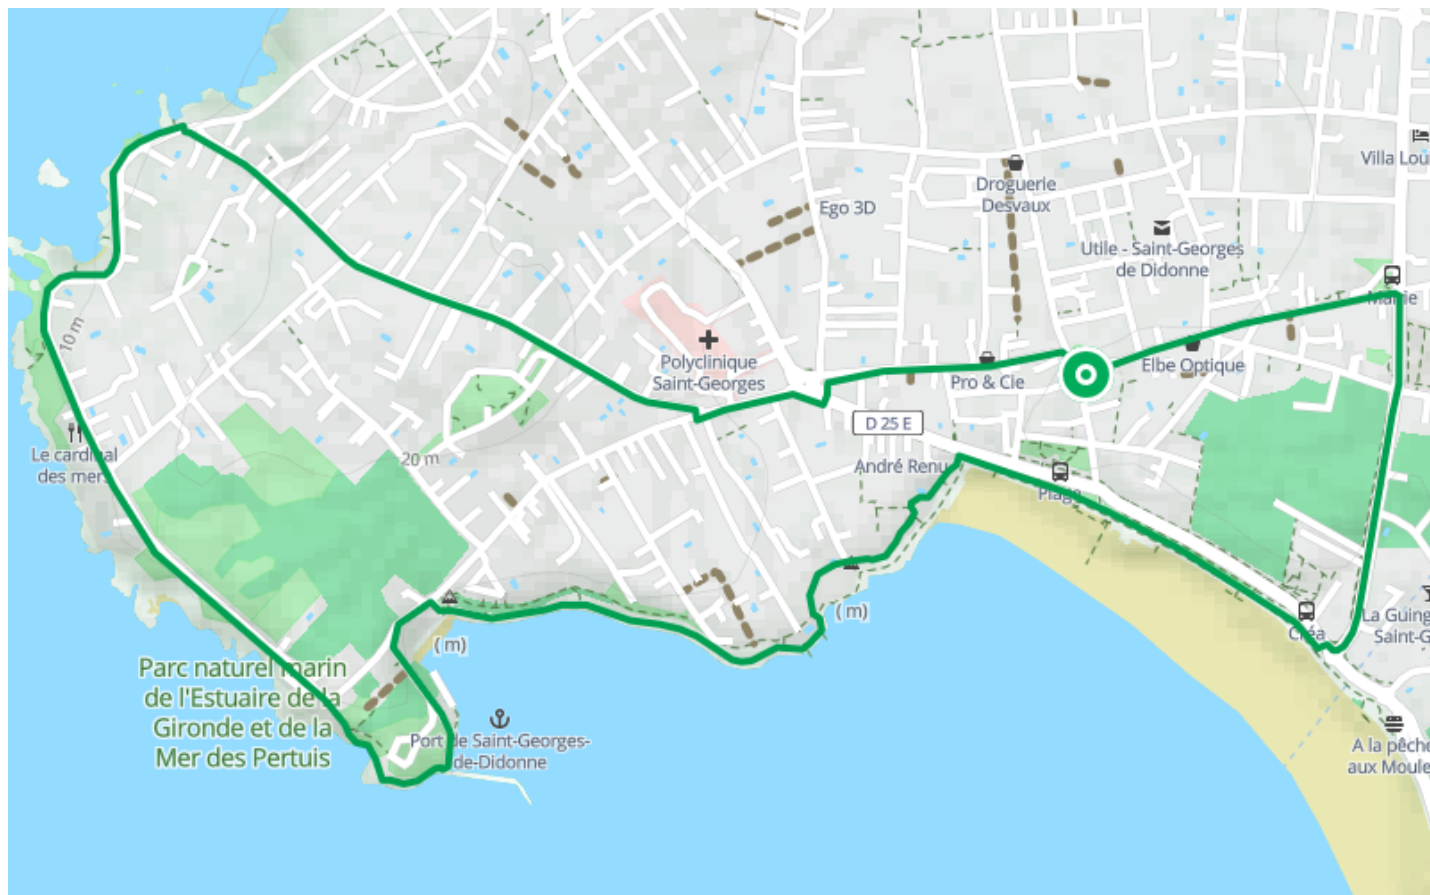 Villa Lou
Droguerie
Desvaux
Ego 3D
Utile - Saint-Georges
de Didonne
Mairie
10 m
Polyclinique
Saint-Georges
Elbe Optique
Pro & Cie
D 25 E
Le cardinal
des mers
20 m
André Renu
Plage
( m)
La Guing
Saint-G
Créa
( m)
Parc naturel marin
de l'Estuaire de la
Gironde et de la
Mer des Pertuis
Port de Saint-Georges-
de-Didonne
A la pêche
aux Moule